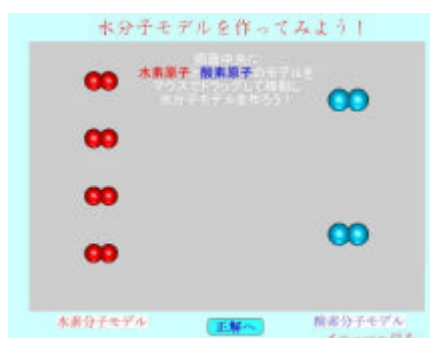 水分子モデルを作ってみよう！
画面中央に
水素原子・酸素原子のモデルを
マウスでドラッグして移動し
水分子モデルを作ろう！
水素分子モデル
正解へ
酸素分子モデル